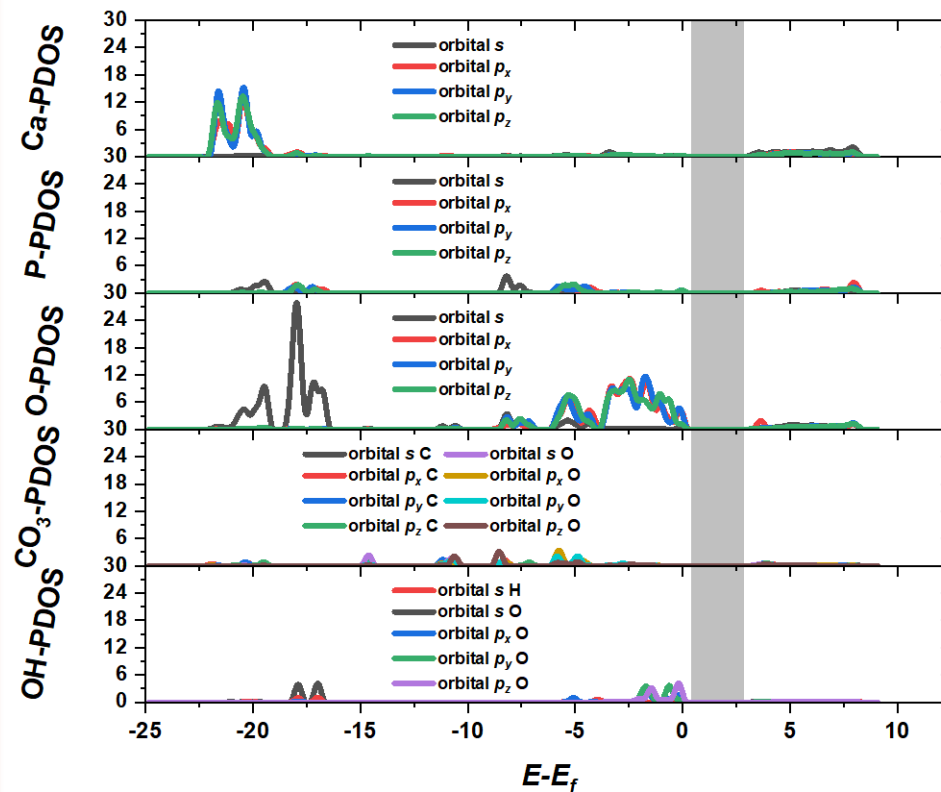 Ca-PDOS
30
24
18
12
6
orbital s
orbital px
orbital py
orbital pz
P-PDOS
30
24
18
12
6
orbital s
orbital px
orbital py
orbital pz
O-PDOS
30
24
18
12
6
orbital s
orbital px
orbital py
orbital pz
CO3-PDOS
30
24
18
12
6
orbital s C orbital s O
orbital px C orbital px O
orbital py C orbital py O
orbital pz C orbital pz O
OH-PDOS
30
24
18
12
6
0
orbital s H
orbital s O
orbital px O
orbital py O
orbital pz O
-25 -20 -15 -10 -5 0 5 10
E-Ef